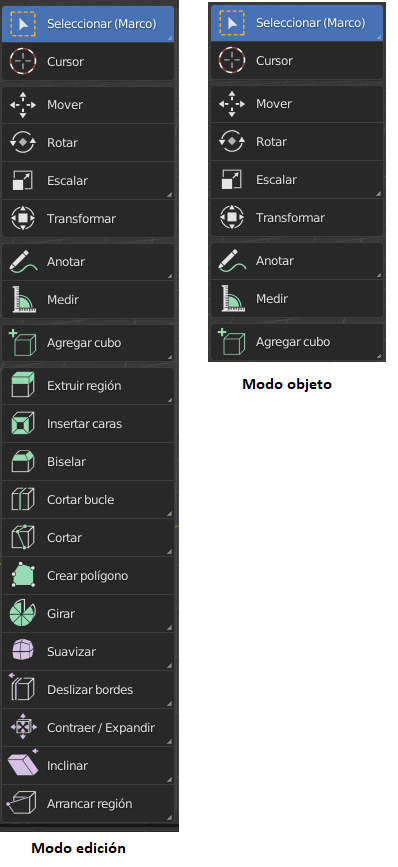 Seleccionar (Marco)
Cursor
Mover
Rotar
Escalar
Transformar
Anotar
Medir
Agregar cubo
Extruir región
Insertar caras
Biselar
Cortar bucle
Cortar
Crear polígono
Girar
Suavizar
Deslizar bordes
Contraer / Expandir
Inclinar
Arrancar región
Modo edición
Seleccionar (Marco)
Cursor
Mover
Rotar
Escalar
Transformar
Anotar
Medir
Agregar cubo
Modo objeto